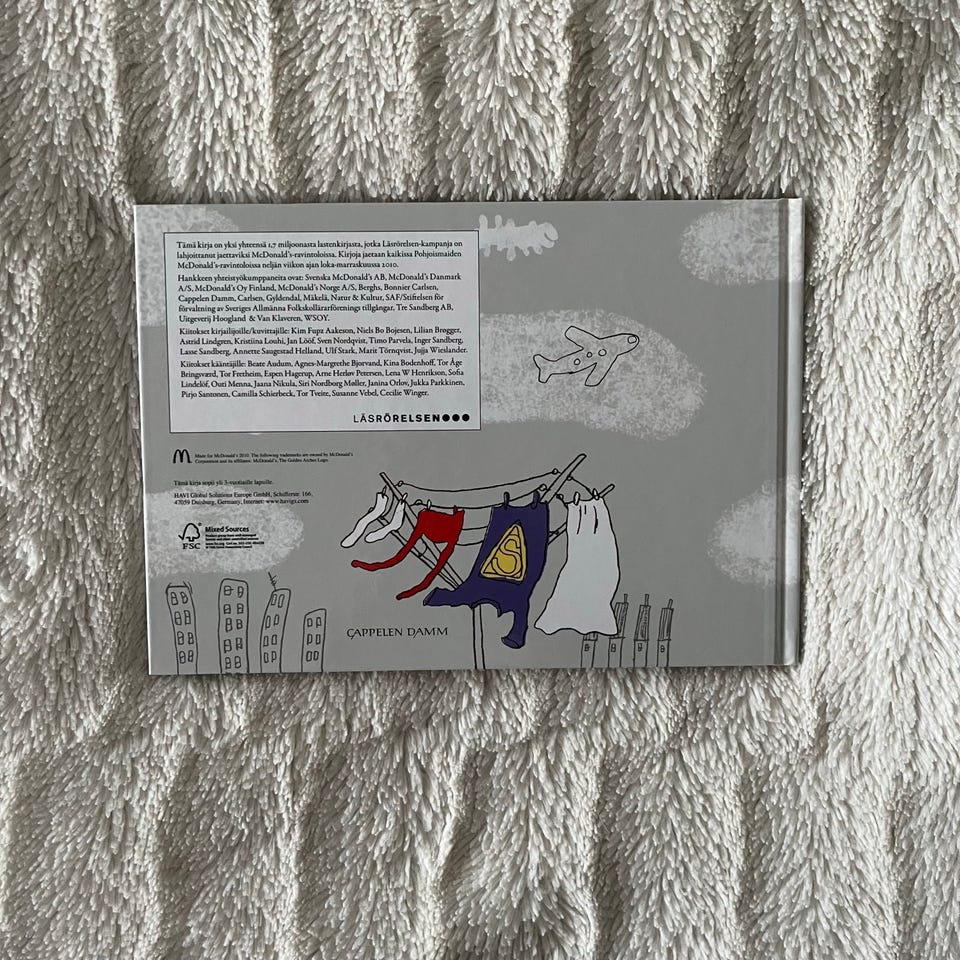 Tämä kirja on yksi yhteensä 1,7 miljoonasta lastenkirjasta, jotka Läsrörelsen-kampanja on
lahjoittanut jaettaviksi McDonald's-ravintoloissa. Kirjoja jaetaan kaikissa Pohjoismaiden
McDonald's-ravintoloissa neljän viikon ajan loka-marraskuussa 2010.
Hankkeen yhteistyökumppaneita ovat: Svenska McDonald's AB, McDonald's Danmark
A/S, McDonald's Oy Finland, McDonald's Norge A/S, Berghs, Bonnier Carlsen,
Cappelen Damm, Carlsen, Gyldendal, Mäkelä, Natur & Kultur, SAF/Stiftelsen för
förvaltning av Sveriges Allmänna Folkskollärarförenings tillgångar, Tre Sandberg AB,
Uitgeverij Hoogland & Van Klaveren, WSOY.
Kiitokset kirjailijoille/kuvittajille: Kim Fupz Aakeson, Niels Bo Bojesen, Lilian Brøgger,
Astrid Lindgren, Kristiina Louhi, Jan Lööf, Sven Nordqvist, Timo Parvela, Inger Sandberg,
Lasse Sandberg, Annette Saugestad Helland, Ulf Stark, Marit Törnqvist, Jujja Wieslander.
Kiitokset kääntäjille: Beate Audum, Agnes-Margrethe Bjorvand, Kina Bodenhoff, Tor Åge
Bringsværd, Tor Fretheim, Espen Hagerup, Arne Herløv Petersen, Lena W Henrikson, Sofia
Lindelöf, Outi Menna, Jaana Nikula, Siri Nordborg Møller, Janina Orlov, Jukka Parkkinen,
Pirjo Santonen, Camilla Schierbeck, Tor Tveite, Susanne Vebel, Cecilie Winger.
LÄSRÖRELSEN
Made for McDonald's 2010. The following trademarks are owned by McDonald's
Corporation and its affiliates: McDonald's, The Golden Arches Logo.
Tämä kirja sopii yli 3-vuotiaille lapsille.
HAVI Global Solutions Europe GmbH, Schifferstr. 166,
47059 Duisburg, Germany, Internet: www.havigs.com
FSC
Mixed Sources
Product group from well-managed
forests and other controlled sources
S
CAPPELEN DAMM